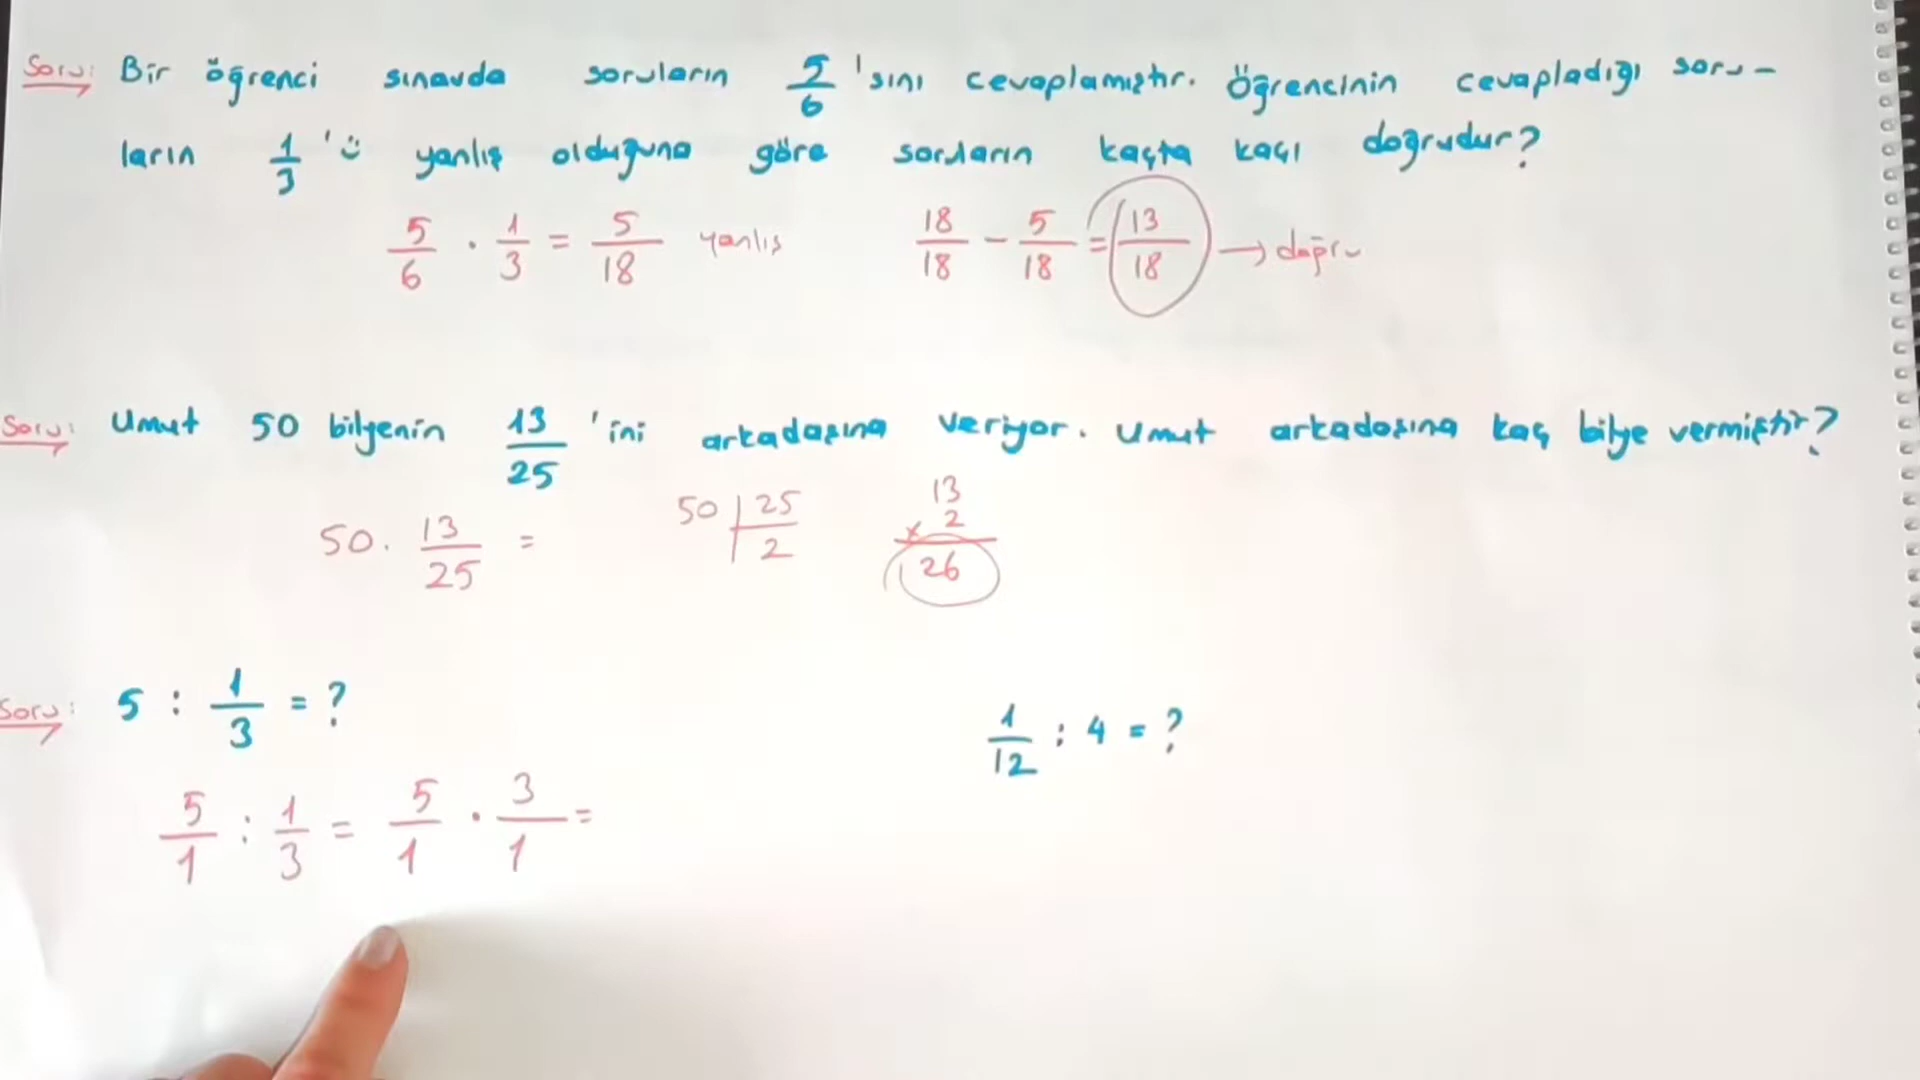 Soru: Bir öğrenci sınavda soruların 5/6 'sını cevaplamıştır. Öğrencinin cevapladığı soru-
ların 1/3 'ü yanlış olduğuna göre soruların kaçta kaçı doğrudur?
5/6 . 1/3 = 5/18 yanlış 18/18 - 5/18 = 13/18 → doğru
Soru: Umut 50 bilyenin 13/25 'ini arkadaşına veriyor. Umut arkadaşına kaç bilye vermiştir?
50 . 13/25 = 50 | 25 13
2 x 2
26
Soru: 5 : 1/3 = ? 1/12 : 4 = ?
5/1 : 1/3 = 5/1 . 3/1 =